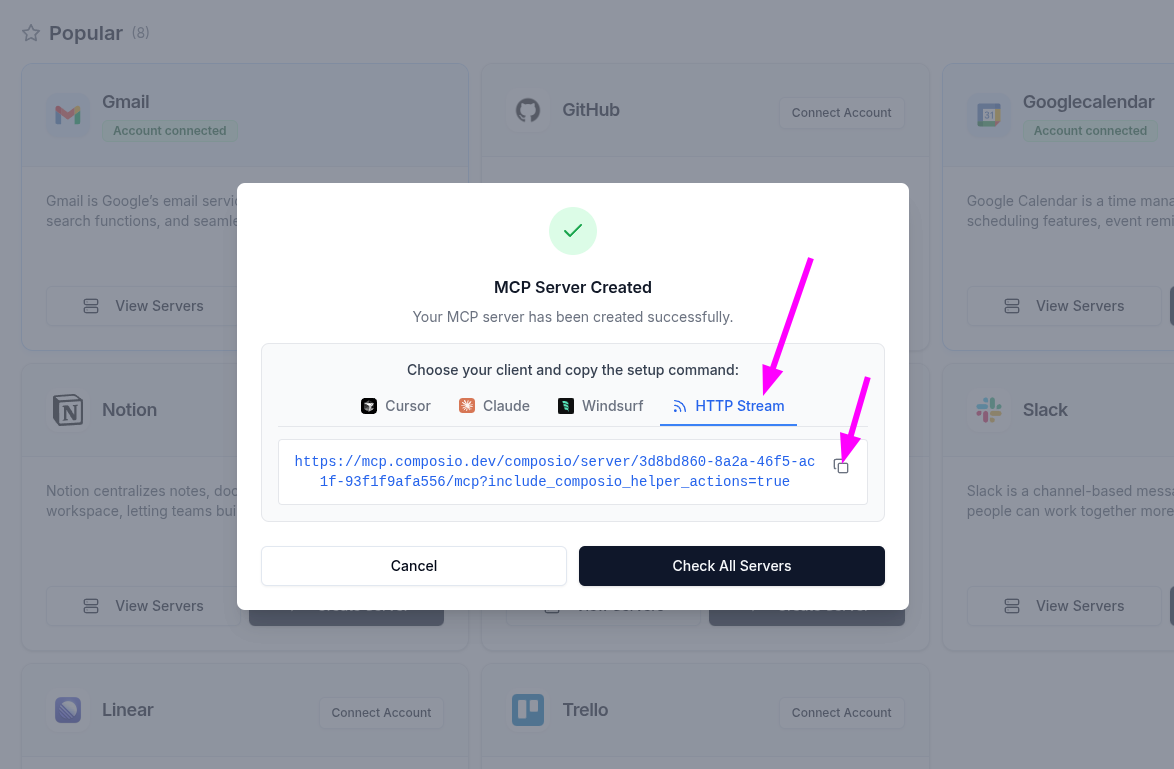 Popular (8)
Gmail
Account connected
Gmail is Google's email servi
search functions, and seamle
View Servers
GitHub
Connect Account
Googlecalendar
31
Account connected
Google Calendar is a time mana
scheduling features, event remi
View Servers
MCP Server Created
Your MCP server has been created successfully.
Choose your client and copy the setup command:
Cursor
Claude
Windsurf
HTTP Stream
https://mcp.composio.dev/composio/server/3d8bd860-8a2a-46f5-ac
1f-93f1f9afa556/mcp?include_composio_helper_actions=true
Cancel
Check All Servers
Notion
Notion centralizes notes, doc
workspace, letting teams bui
View Servers
Slack
Slack is a channel-based mess
people can work together more
View Servers
Linear
Connect Account
Trello
Connect Account